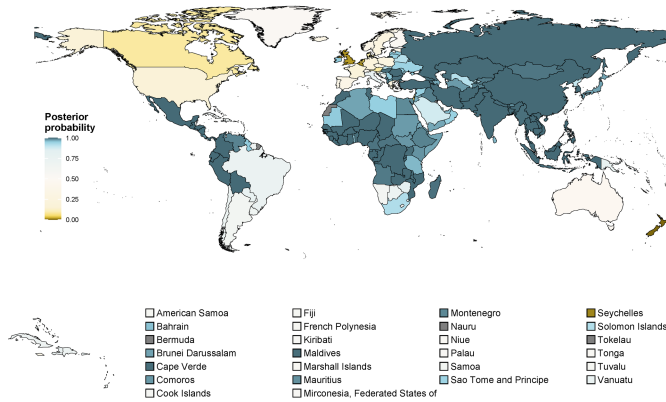 Posterior
probability
1.00
0.75
0.50
0.25
0.00
American Samoa
Bahrain
Bermuda
Brunei Darussalam
Cape Verde
Comoros
Cook Islands
Fiji
French Polynesia
Kiribati
Maldives
Marshall Islands
Mauritius
Mirconesia, Federated States of
Montenegro
Nauru
Niue
Palau
Samoa
Sao Tome and Principe
Seychelles
Solomon Islands
Tokelau
Tonga
Tuvalu
Vanuatu